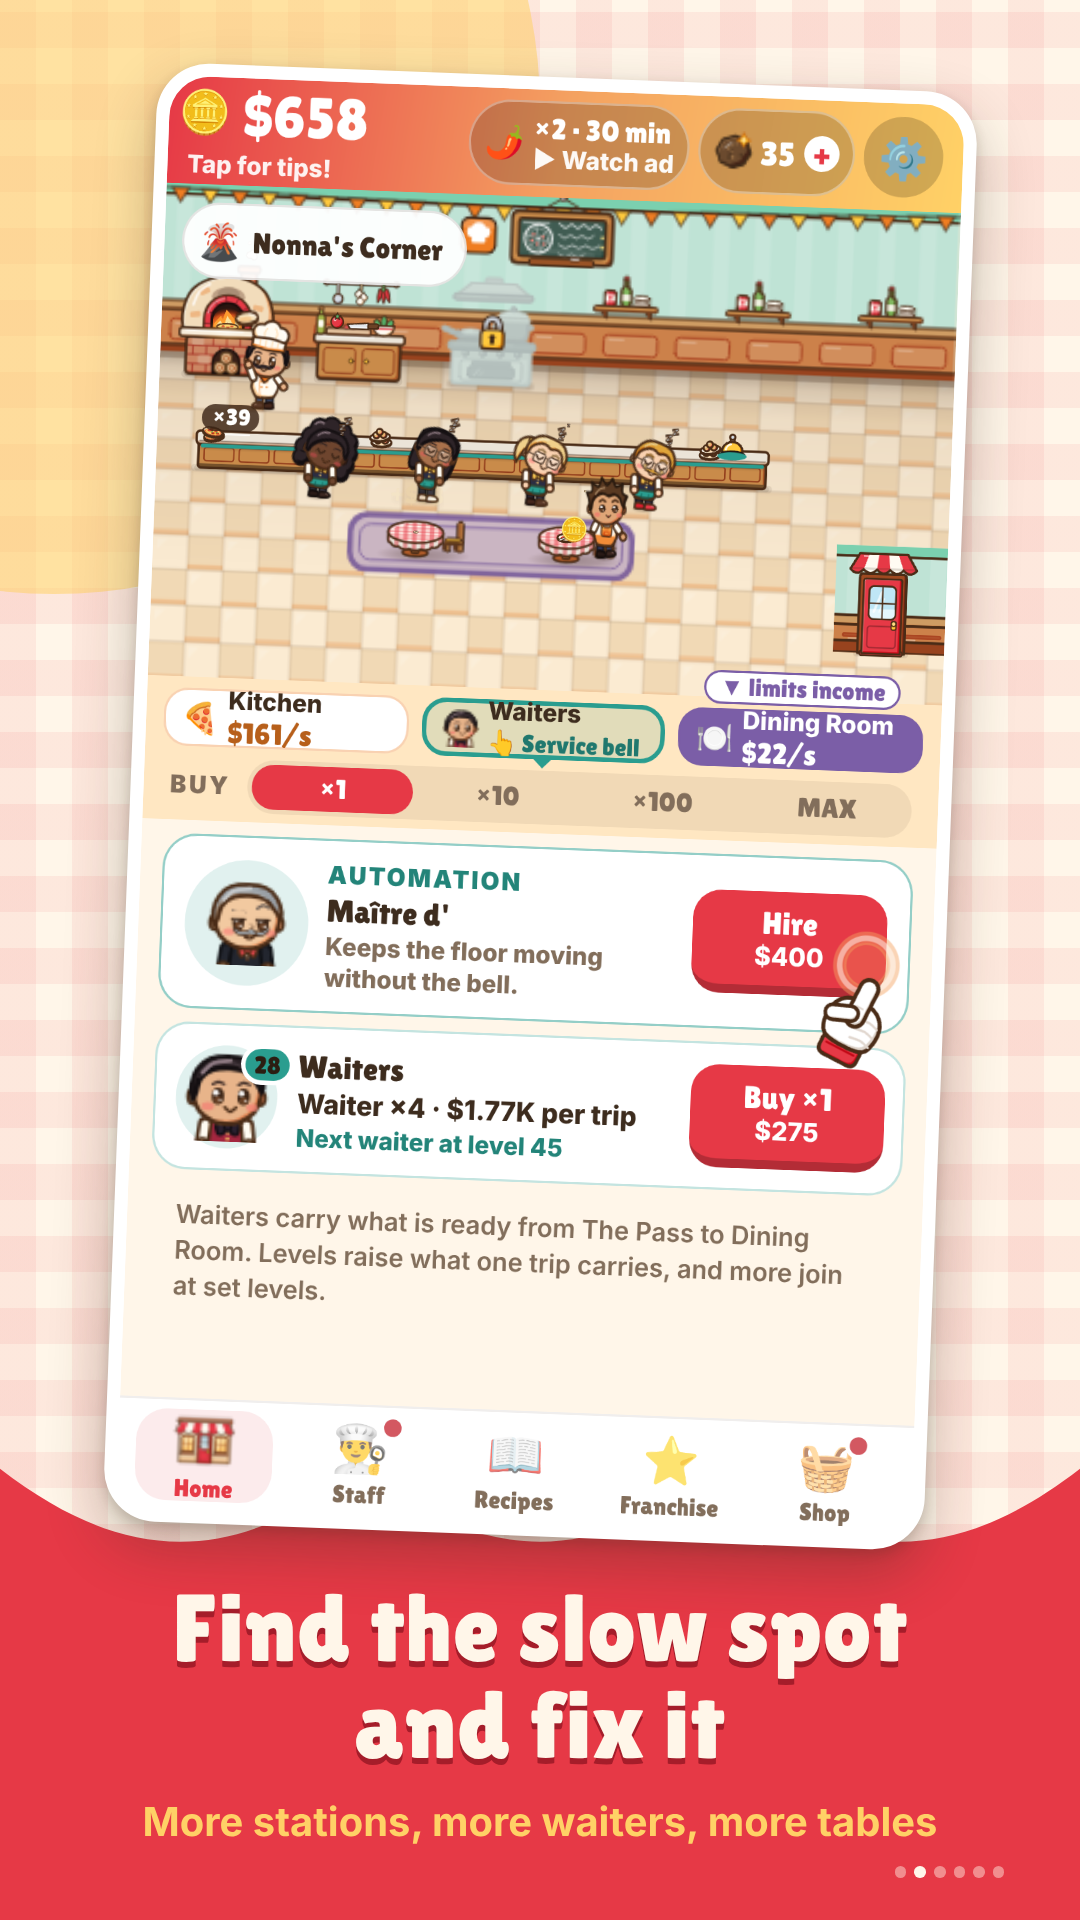 $658
Tap for tips!
×2 · 30 min
▶ Watch ad
35 +
Nonna's Corner
×39
▼ limits income
Kitchen
$161/s
Waiters
👆 Service bell
Dining Room
$22/s
BUY
×1
×10
×100
MAX
AUTOMATION
Maître d'
Keeps the floor moving
without the bell.
Hire
$400
28
Waiters
Waiter ×4 · $1.77K per trip
Next waiter at level 45
Buy ×1
$275
Waiters carry what is ready from The Pass to Dining
Room. Levels raise what one trip carries, and more join
at set levels.
Home
Staff
Recipes
Franchise
Shop
Find the slow spot
and fix it
More stations, more waiters, more tables